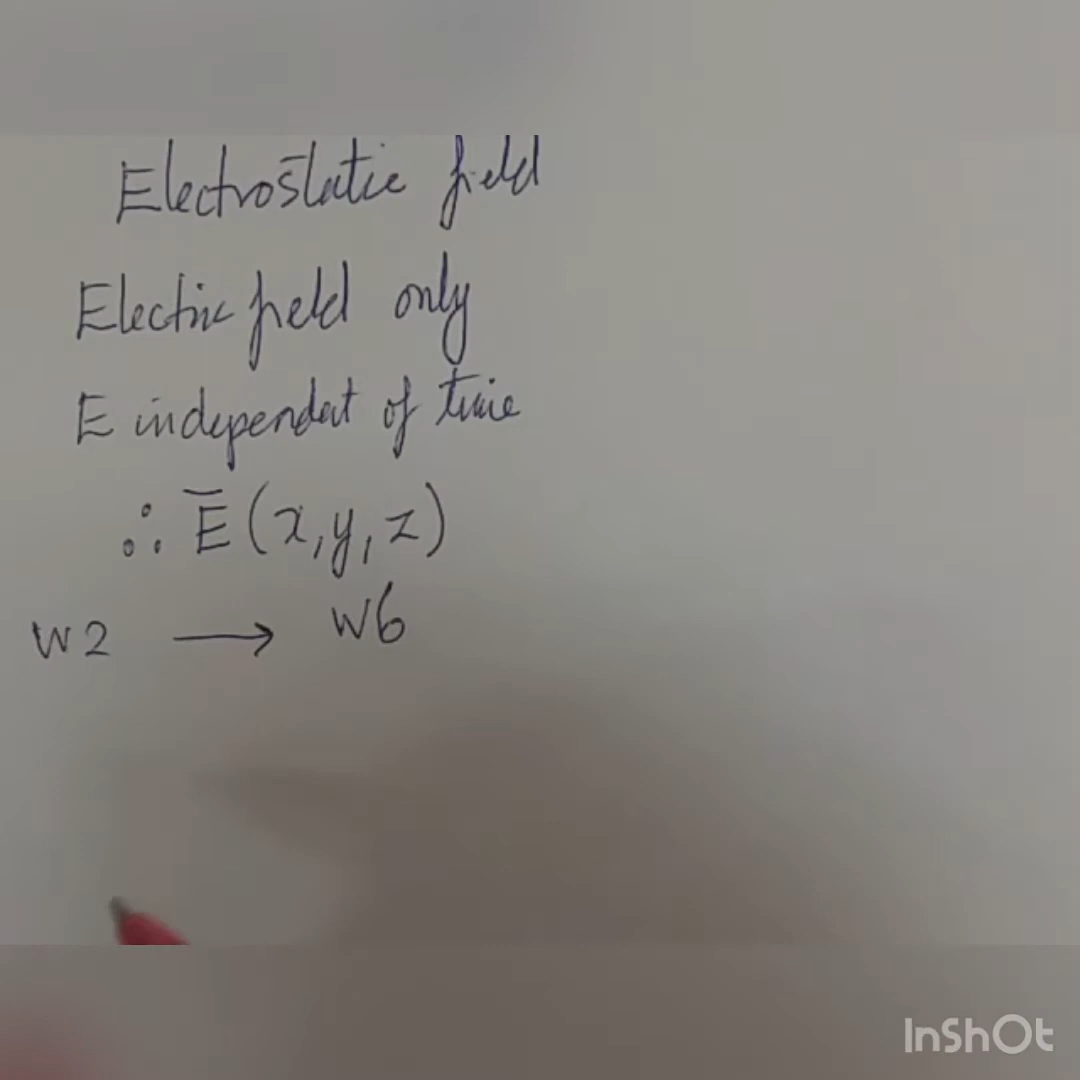 Electrostatic field
Electric field only
E independent of time
∴ E̅ (x, y, z)
W2 → W6
InShOt